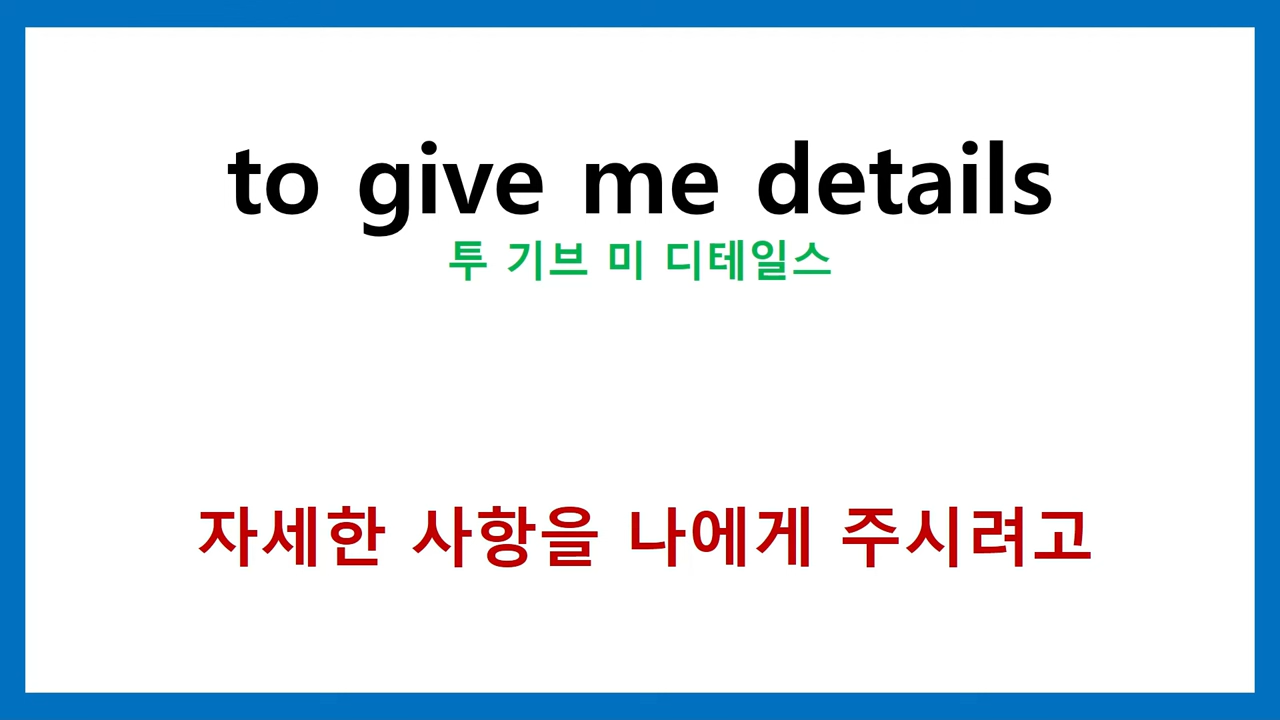 to give me details
투 기브 미 디테일스
자세한 사항을 나에게 주시려고